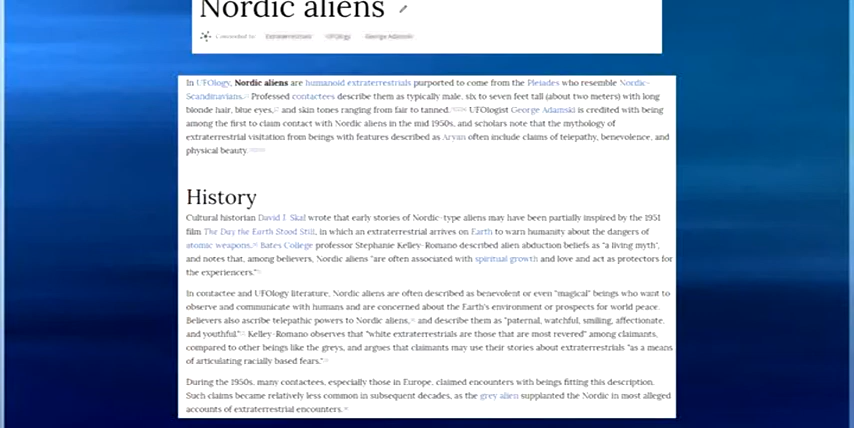 Nordic aliens
Connected to: Extraterrestrials UFOlogy George Adamski
In UFOlogy, Nordic aliens are humanoid extraterrestrials purported to come from the Pleiades who resemble Nordic-
Scandinavians. Professed contactees describe them as typically male, six to seven feet tall (about two meters) with long
blonde hair, blue eyes, and skin tones ranging from fair to tanned. UFOlogist George Adamski is credited with being
among the first to claim contact with Nordic aliens in the mid 1950s, and scholars note that the mythology of
extraterrestrial visitation from beings with features described as Aryan often include claims of telepathy, benevolence, and
physical beauty.
History
Cultural historian David J. Skal wrote that early stories of Nordic-type aliens may have been partially inspired by the 1951
film The Day the Earth Stood Still, in which an extraterrestrial arrives on Earth to warn humanity about the dangers of
atomic weapons. Bates College professor Stephanie Kelley-Romano described alien abduction beliefs as "a living myth",
and notes that, among believers, Nordic aliens "are often associated with spiritual growth and love and act as protectors for
the experiencers."
In contactee and UFOlogy literature, Nordic aliens are often described as benevolent or even "magical" beings who want to
observe and communicate with humans and are concerned about the Earth's environment or prospects for world peace.
Believers also ascribe telepathic powers to Nordic aliens, and describe them as "paternal, watchful, smiling, affectionate,
and youthful." Kelley-Romano observes that "white extraterrestrials are those that are most revered" among claimants,
compared to other beings like the greys, and argues that claimants may use their stories about extraterrestrials "as a means
of articulating racially based fears."
During the 1950s, many contactees, especially those in Europe, claimed encounters with beings fitting this description.
Such claims became relatively less common in subsequent decades, as the grey alien supplanted the Nordic in most alleged
accounts of extraterrestrial encounters.